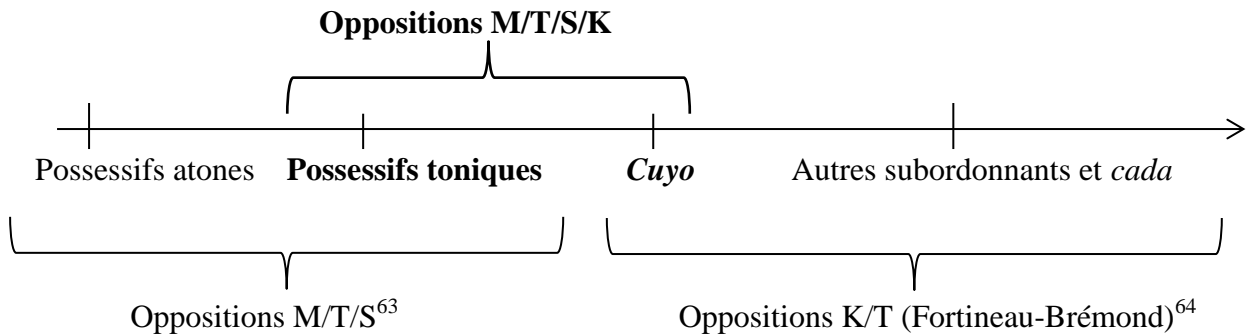 Oppositions M/T/S/K
Possessifs atones Possessifs toniques Cuyo Autres subordonnants et cada
Oppositions M/T/S63 Oppositions K/T (Fortineau-Brémond)64